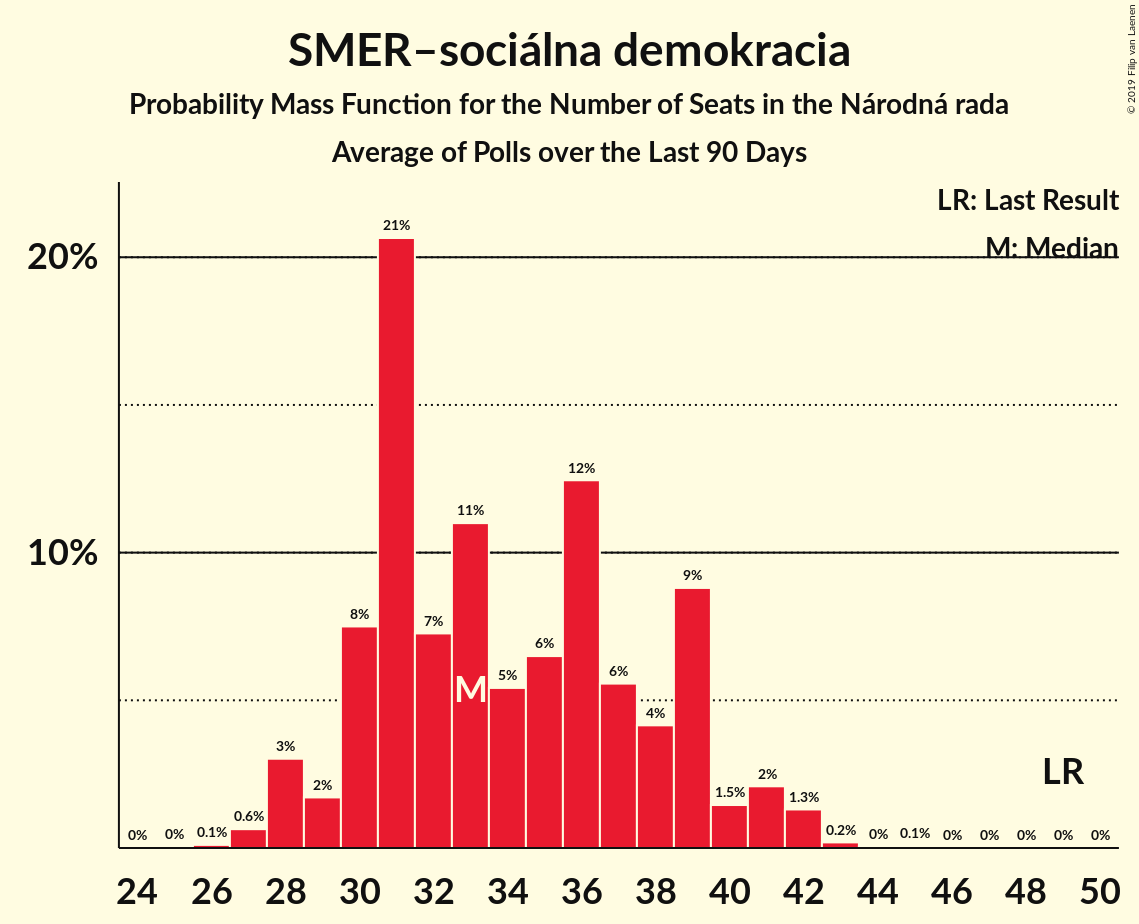 SMER–sociálna demokracia
Probability Mass Function for the Number of Seats in the Národná rada
Average of Polls over the Last 90 Days
© 2019 Filip van Laenen
LR: Last Result
M: Median
20%
10%
0% 0% 0.1% 0.6% 3% 2% 8% 21% 7% 11% 5% 6% 12% 6% 4% 9% 1.5% 2% 1.3% 0.2% 0% 0.1% 0% 0% 0% 0% 0%
M
LR
24 26 28 30 32 34 36 38 40 42 44 46 48 50